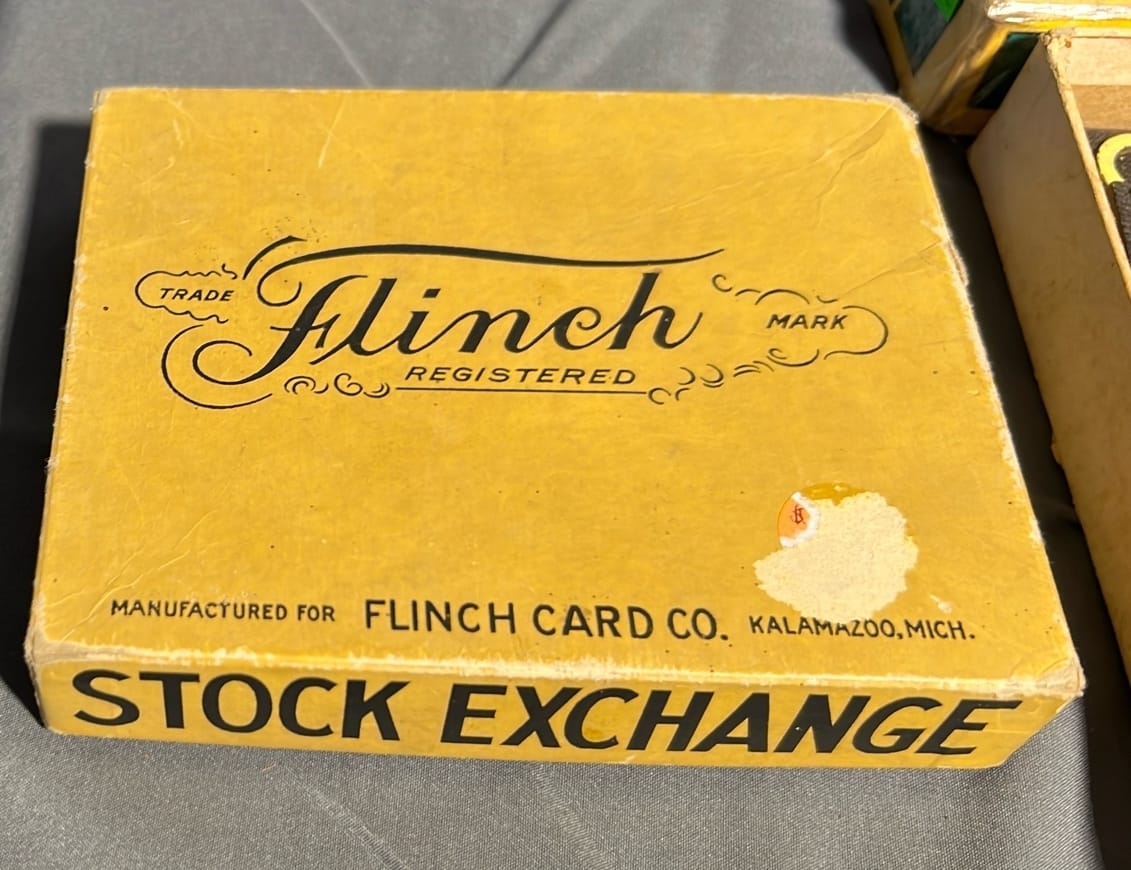 TRADE Flinch MARK
REGISTERED
MANUFACTURED FOR FLINCH CARD CO. KALAMAZOO, MICH.
STOCK EXCHANGE